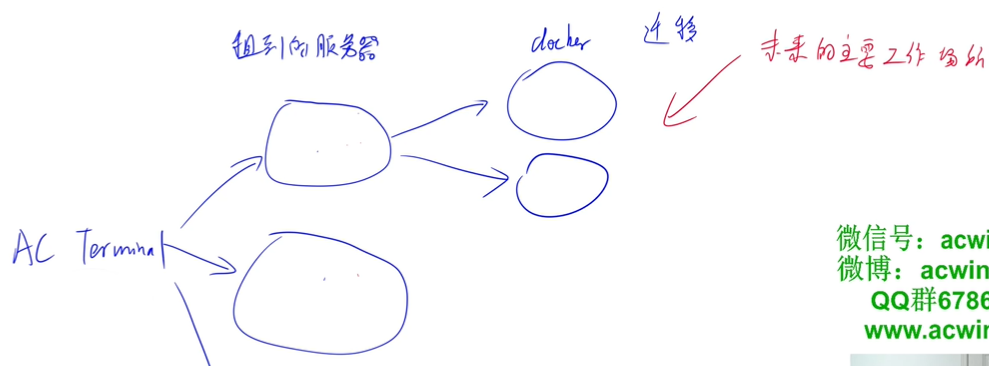 租到的服务器
docker
迁移
未来的主要工作场所
AC Terminal
微信号：acwi
微博：acwin
QQ群6786
www.acwin